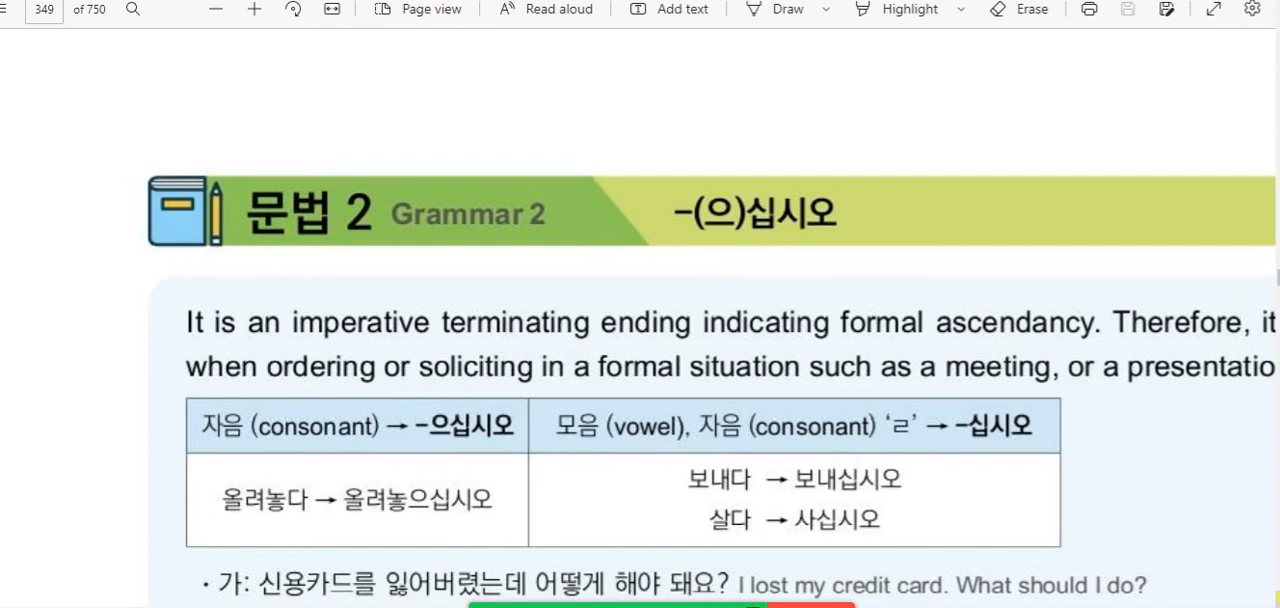 349 of 750 Page view Read aloud Add text Draw Highlight Erase
문법 2 Grammar 2 -(으)십시오
It is an imperative terminating ending indicating formal ascendancy. Therefore, it
when ordering or soliciting in a formal situation such as a meeting, or a presentatio
자음 (consonant) → -으십시오 모음 (vowel), 자음 (consonant) ‘ㄹ’ → -십시오
올려놓다 → 올려놓으십시오
보내다 → 보내십시오
살다 → 사십시오
· 가: 신용카드를 잃어버렸는데 어떻게 해야 돼요? I lost my credit card. What should I do?